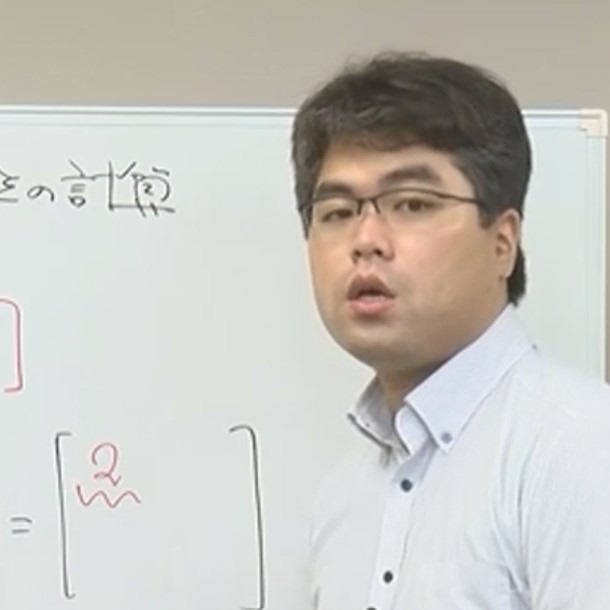 の計算
]
= [ 2 ]